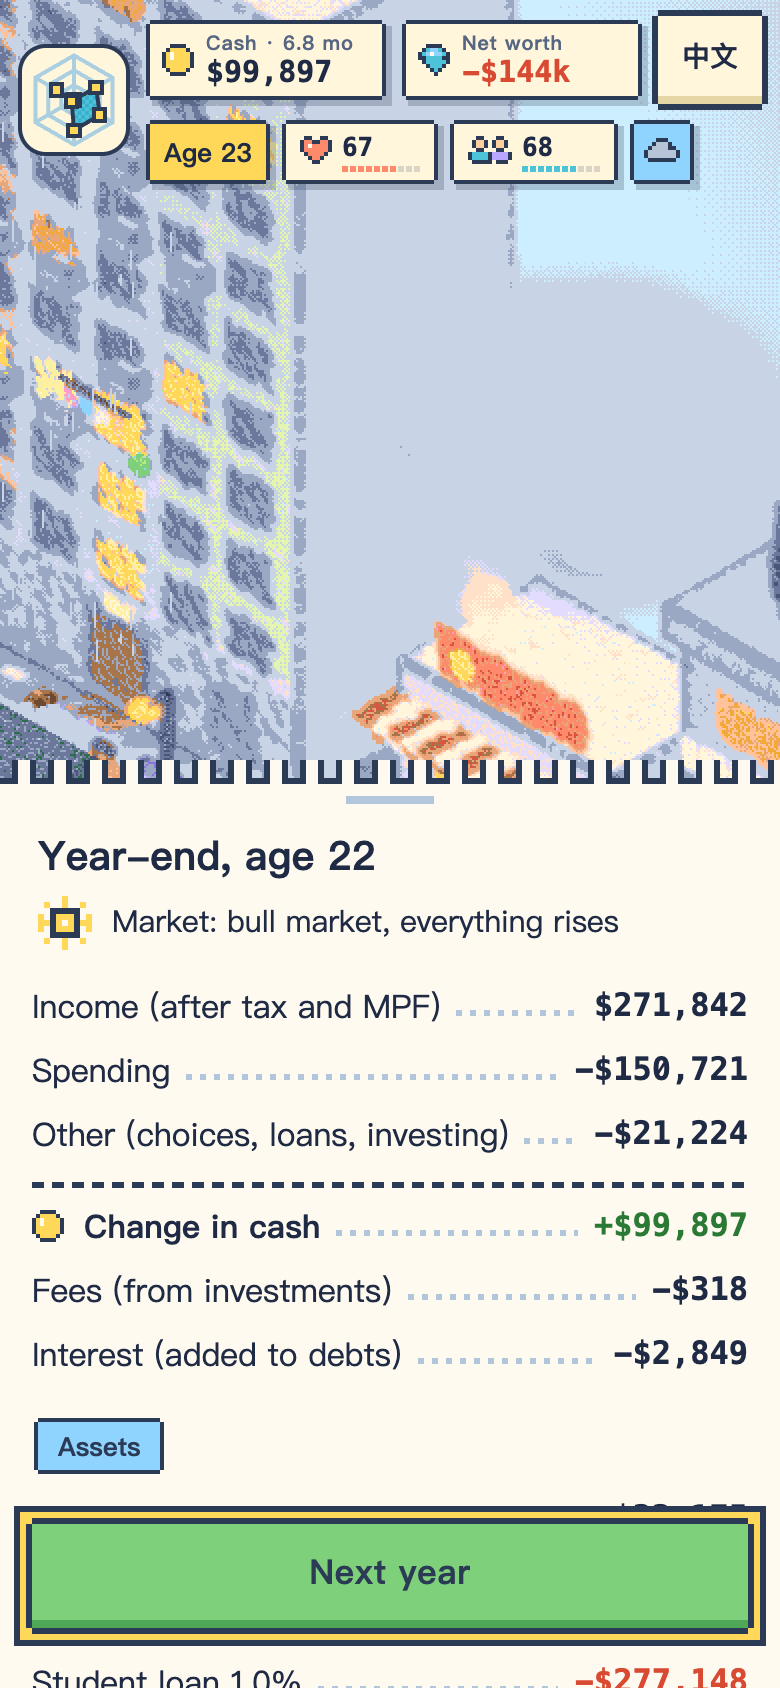 Cash · 6.8 mo
$99,897
Net worth
−$144k
中文
Age 23
67
68
Year–end, age 22
Market: bull market, everything rises
Income (after tax and MPF) $271,842
Spending −$150,721
Other (choices, loans, investing) −$21,224
Change in cash +$99,897
Fees (from investments) −$318
Interest (added to debts) −$2,849
Assets
Next year
Student loan 1.0% −$277,148